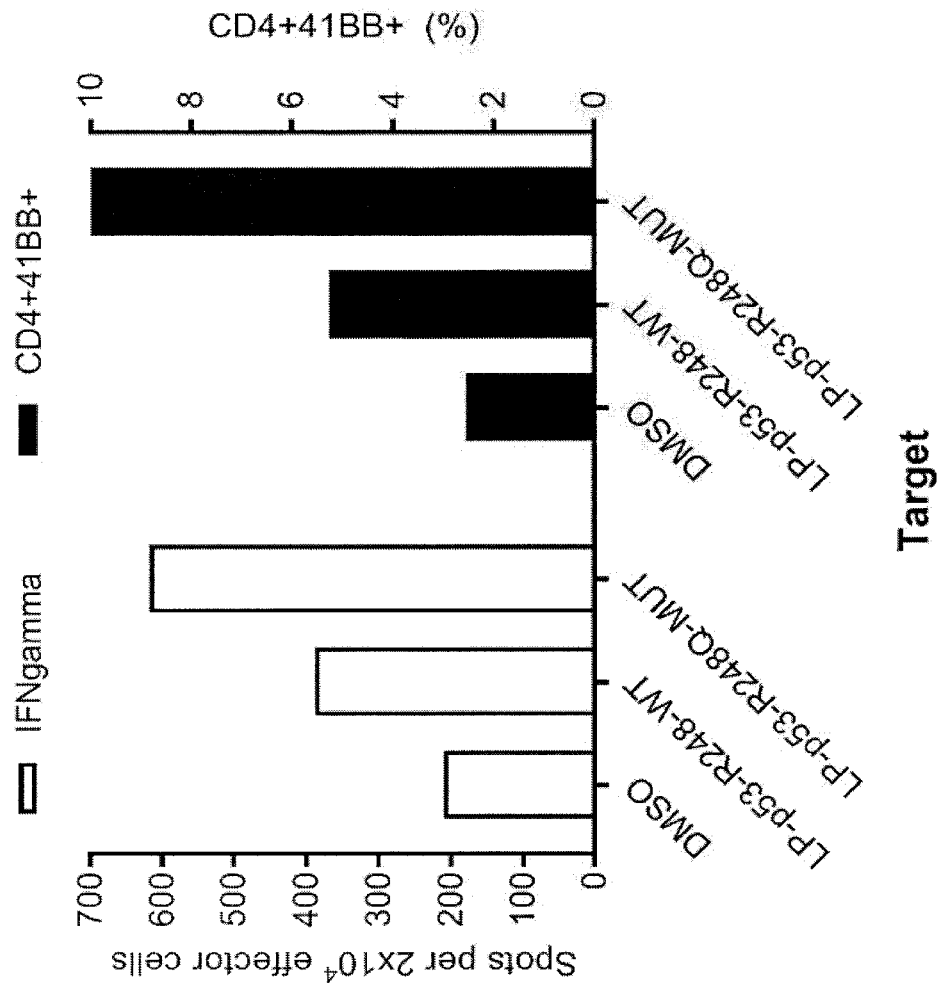 IFNgamma
CD4+41BB+
Spots per 2x10⁴ effector cells
700
600
500
400
300
200
100
0
CD4+41BB+ (%)
10
8
6
4
2
0
DMSO
LP-p53-R248-WT
LP-p53-R248Q-MUT
DMSO
LP-p53-R248-WT
LP-p53-R248Q-MUT
Target